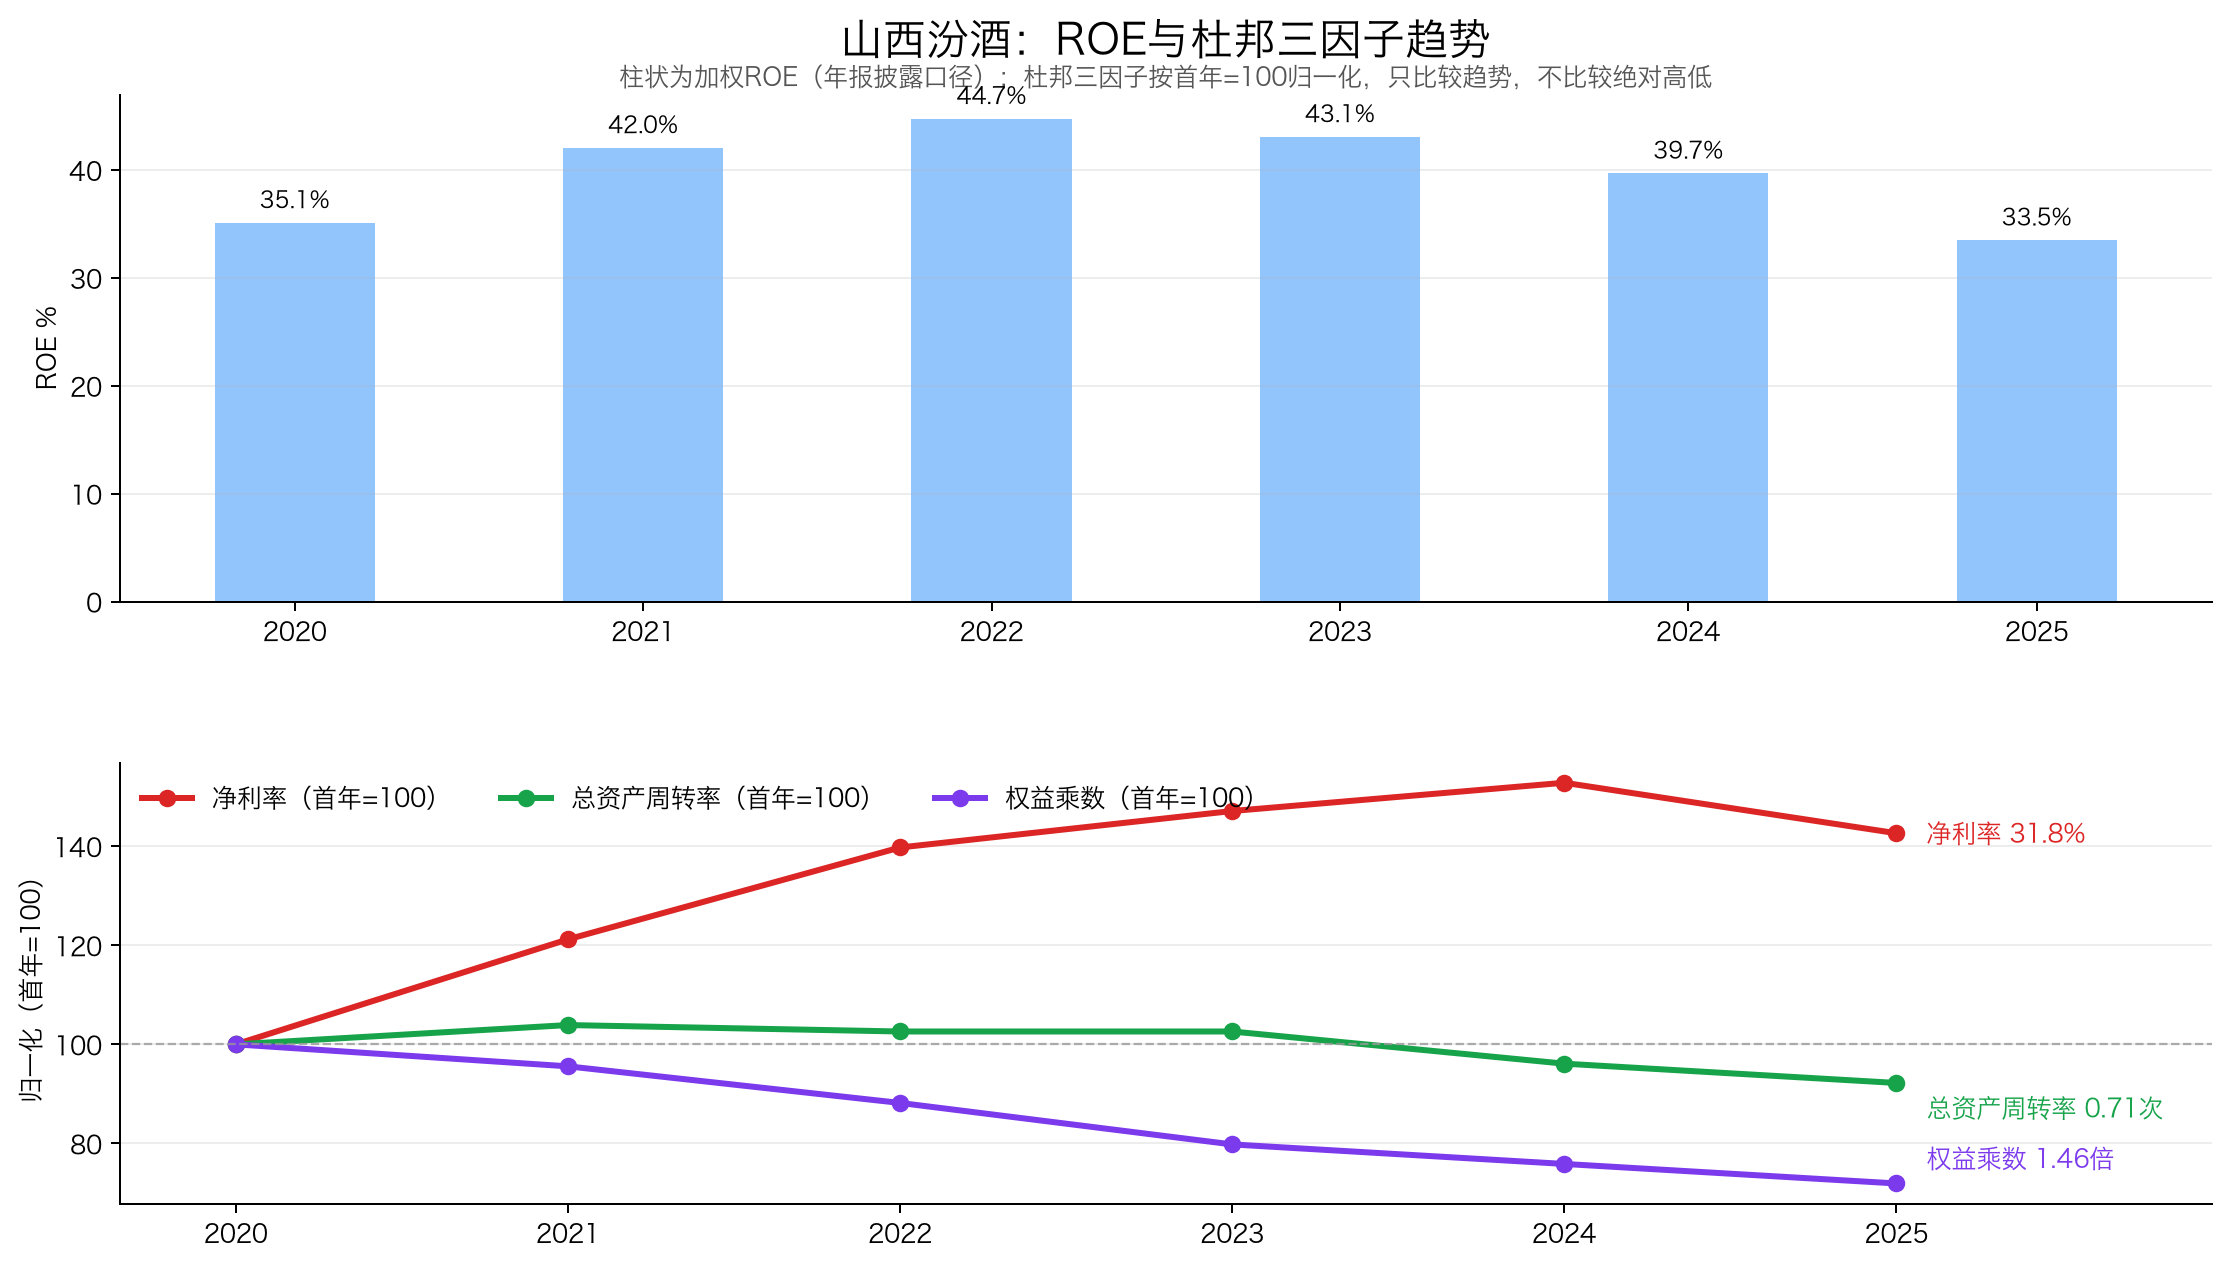 山西汾酒：ROE与杜邦三因子趋势
柱状为加权ROE（年报披露口径）；杜邦三因子按首年=100归一化，只比较趋势，不比较绝对高低
35.1%
42.0%
44.7%
43.1%
39.7%
33.5%
ROE %
40
30
20
10
0
2020
2021
2022
2023
2024
2025
净利率（首年=100）
总资产周转率（首年=100）
权益乘数（首年=100）
归一化（首年=100）
140
120
100
80
净利率 31.8%
总资产周转率 0.71次
权益乘数 1.46倍
2020
2021
2022
2023
2024
2025